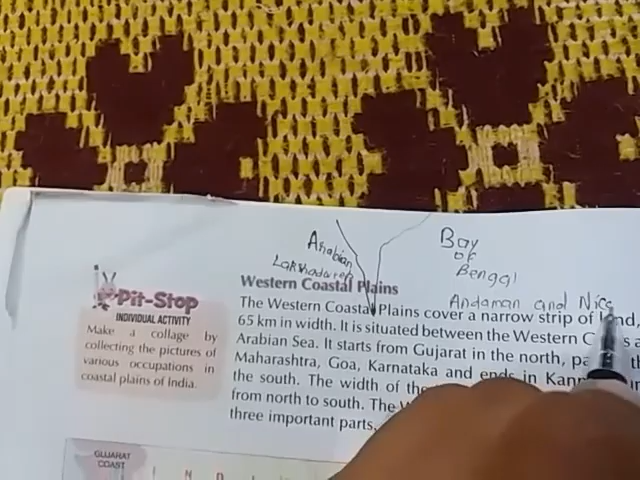 Arabian
Lakshadweep
Bay
of
Bengal
Andaman and Nico
Western Coastal Plains
The Western Coastal Plains cover a narrow strip of land,
65 km in width. It is situated between the Western
Arabian Sea. It starts from Gujarat in the north,
Maharashtra, Goa, Karnataka and ends in
the south. The width of the
from north to south. The
three important parts.
Pit-Stop
INDIVIDUAL ACTIVITY
Make a collage by
collecting the pictures of
various occupations in
coastal plains of India.
GUJARAT
COAST
I N D